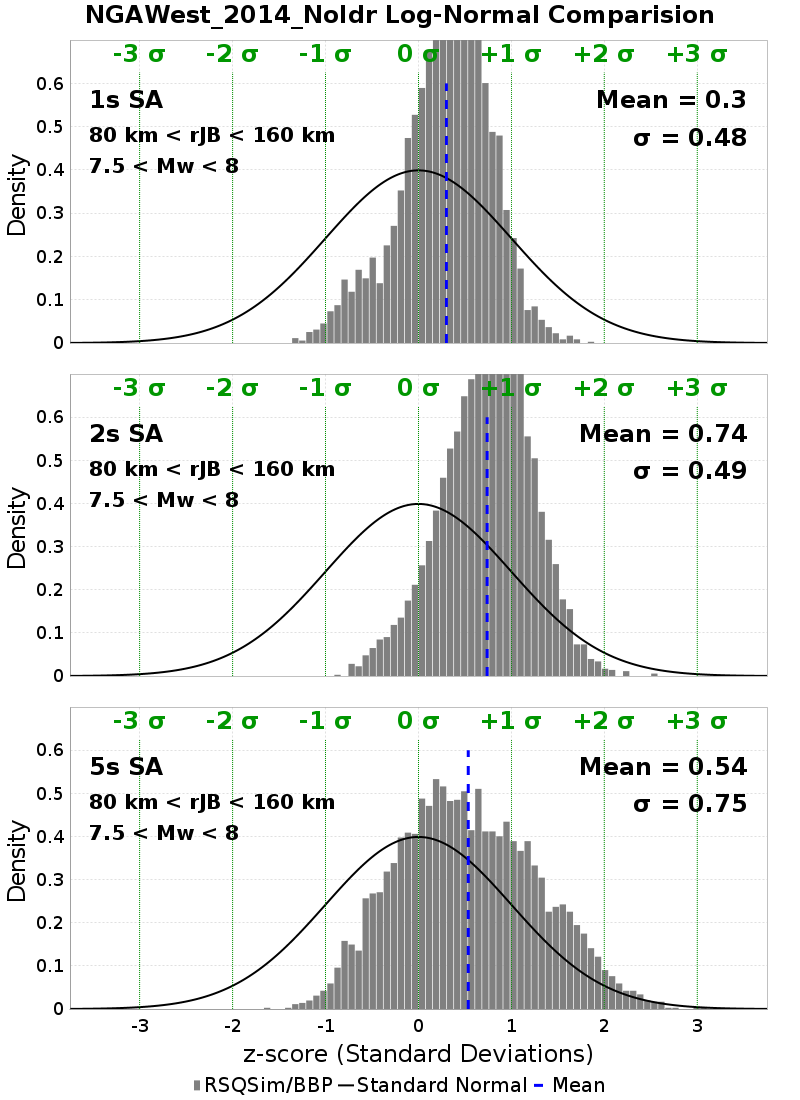 NGAWest_2014_NoIdr Log-Normal Comparision
-3 σ -2 σ -1 σ 0 σ +1 σ +2 σ +3 σ
0.6
1s SA
Mean = 0.3
0.5
80 km < rJB < 160 km
σ = 0.48
7.5 < Mw < 8
0.4
0.3
0.2
0.1
0
Density
-3 σ -2 σ -1 σ 0 σ +1 σ +2 σ +3 σ
0.6
2s SA
Mean = 0.74
0.5
80 km < rJB < 160 km
σ = 0.49
7.5 < Mw < 8
0.4
0.3
0.2
0.1
0
Density
-3 σ -2 σ -1 σ 0 σ +1 σ +2 σ +3 σ
0.6
5s SA
Mean = 0.54
0.5
80 km < rJB < 160 km
σ = 0.75
7.5 < Mw < 8
0.4
0.3
0.2
0.1
0
Density
-3 -2 -1 0 1 2 3
z-score (Standard Deviations)
RSQSim/BBP Standard Normal Mean